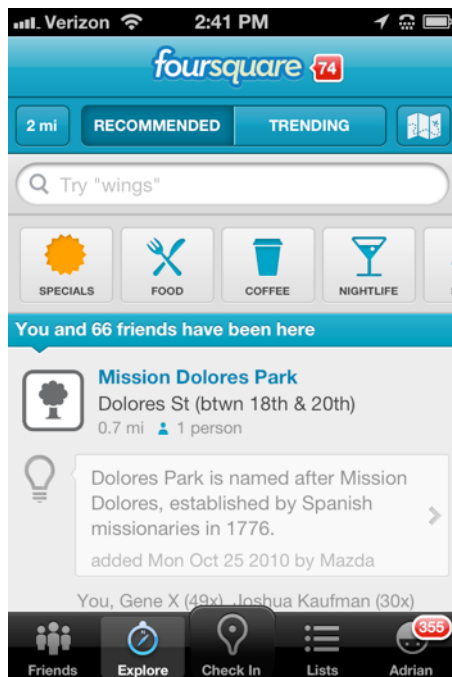 Verizon 2:41 PM
foursquare 74
2 mi RECOMMENDED TRENDING
Try "wings"
SPECIALS FOOD COFFEE NIGHTLIFE
You and 66 friends have been here
Mission Dolores Park
Dolores St (btwn 18th & 20th)
0.7 mi 1 person
Dolores Park is named after Mission
Dolores, established by Spanish
missionaries in 1776.
added Mon Oct 25 2010 by Mazda
You, Gene X (49x), Joshua Kaufman (30x)
355
Friends Explore Check In Lists Adrian